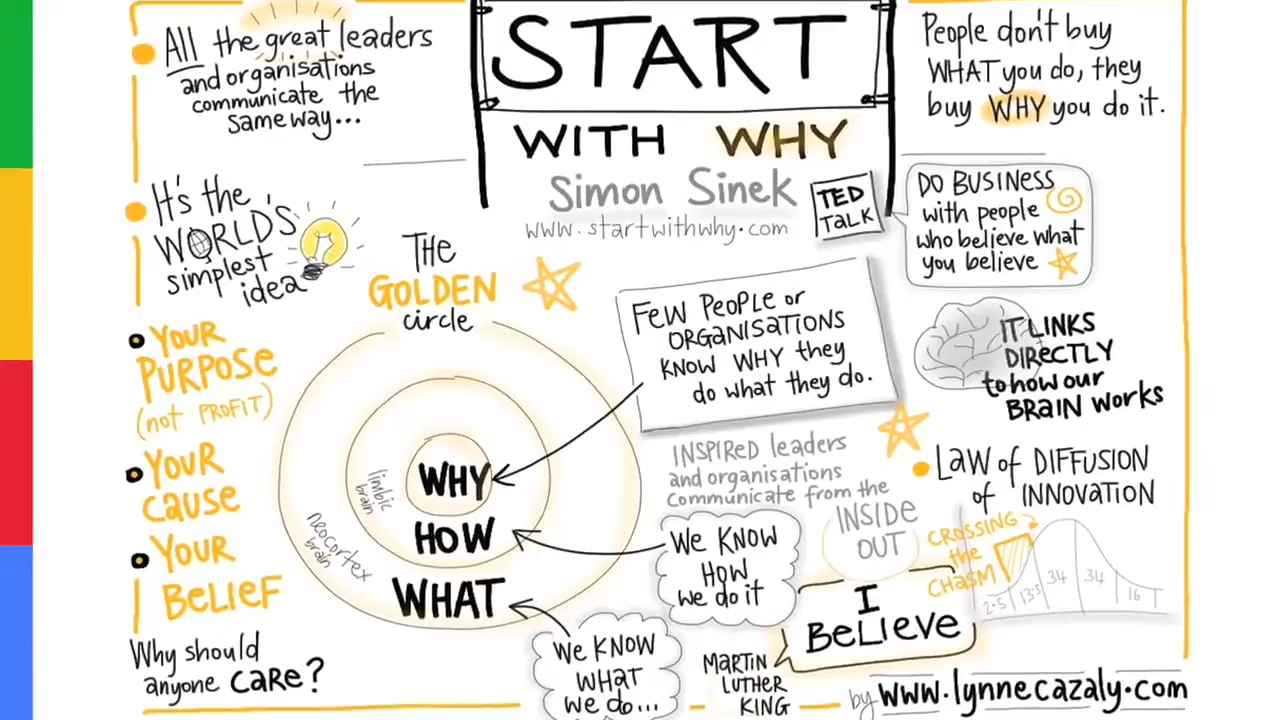 ALL the great leaders
and organisations
communicate the
same way...
START
WITH WHY
Simon Sinek
www.startwithwhy.com
TED
TALK
People don't buy
WHAT you do, they
buy WHY you do it.
DO BUSINESS
with people
who believe what
you believe
It's the
WORLD'S
simplest
idea
THE
GOLDEN
circle
FEW PEOPLE or
ORGANISATIONS
KNOW WHY they
do what they do.
IT LINKS
DIRECTLY
to how our
BRAIN WORKS
YOUR
PURPOSE
(not PROFIT)
YOUR
CAUSE
YOUR
BELIEF
Why should
anyone CARE?
WHY
HOW
WHAT
limbic
brain
neocortex
brain
INSPIRED leaders
and organisations
communicate from the
INSIDE
OUT
WE KNOW
HOW
we do it
WE KNOW
WHAT
we do...
I
BELIEVE
MARTIN
LUTHER
KING
LAW of DIFFUSION
of INNOVATION
CROSSING
the
CHASM
2.5 13.5 34 34 16
by www.lynnecazaly.com